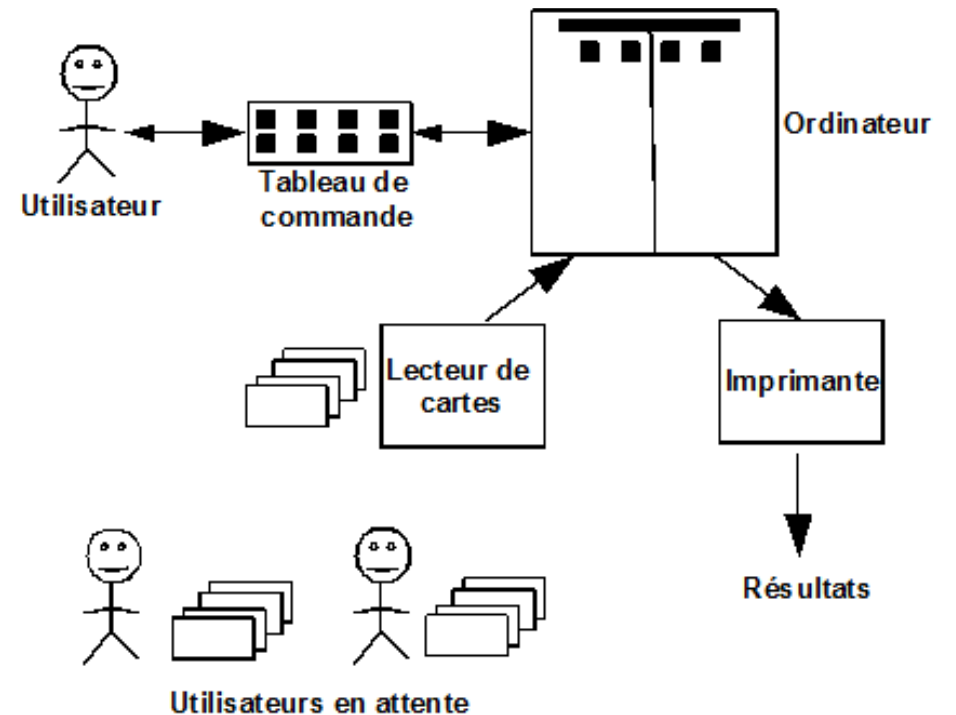 Ordinateur
Utilisateur
Tableau de
commande
Lecteur de
cartes
Imprimante
Résultats
Utilisateurs en attente